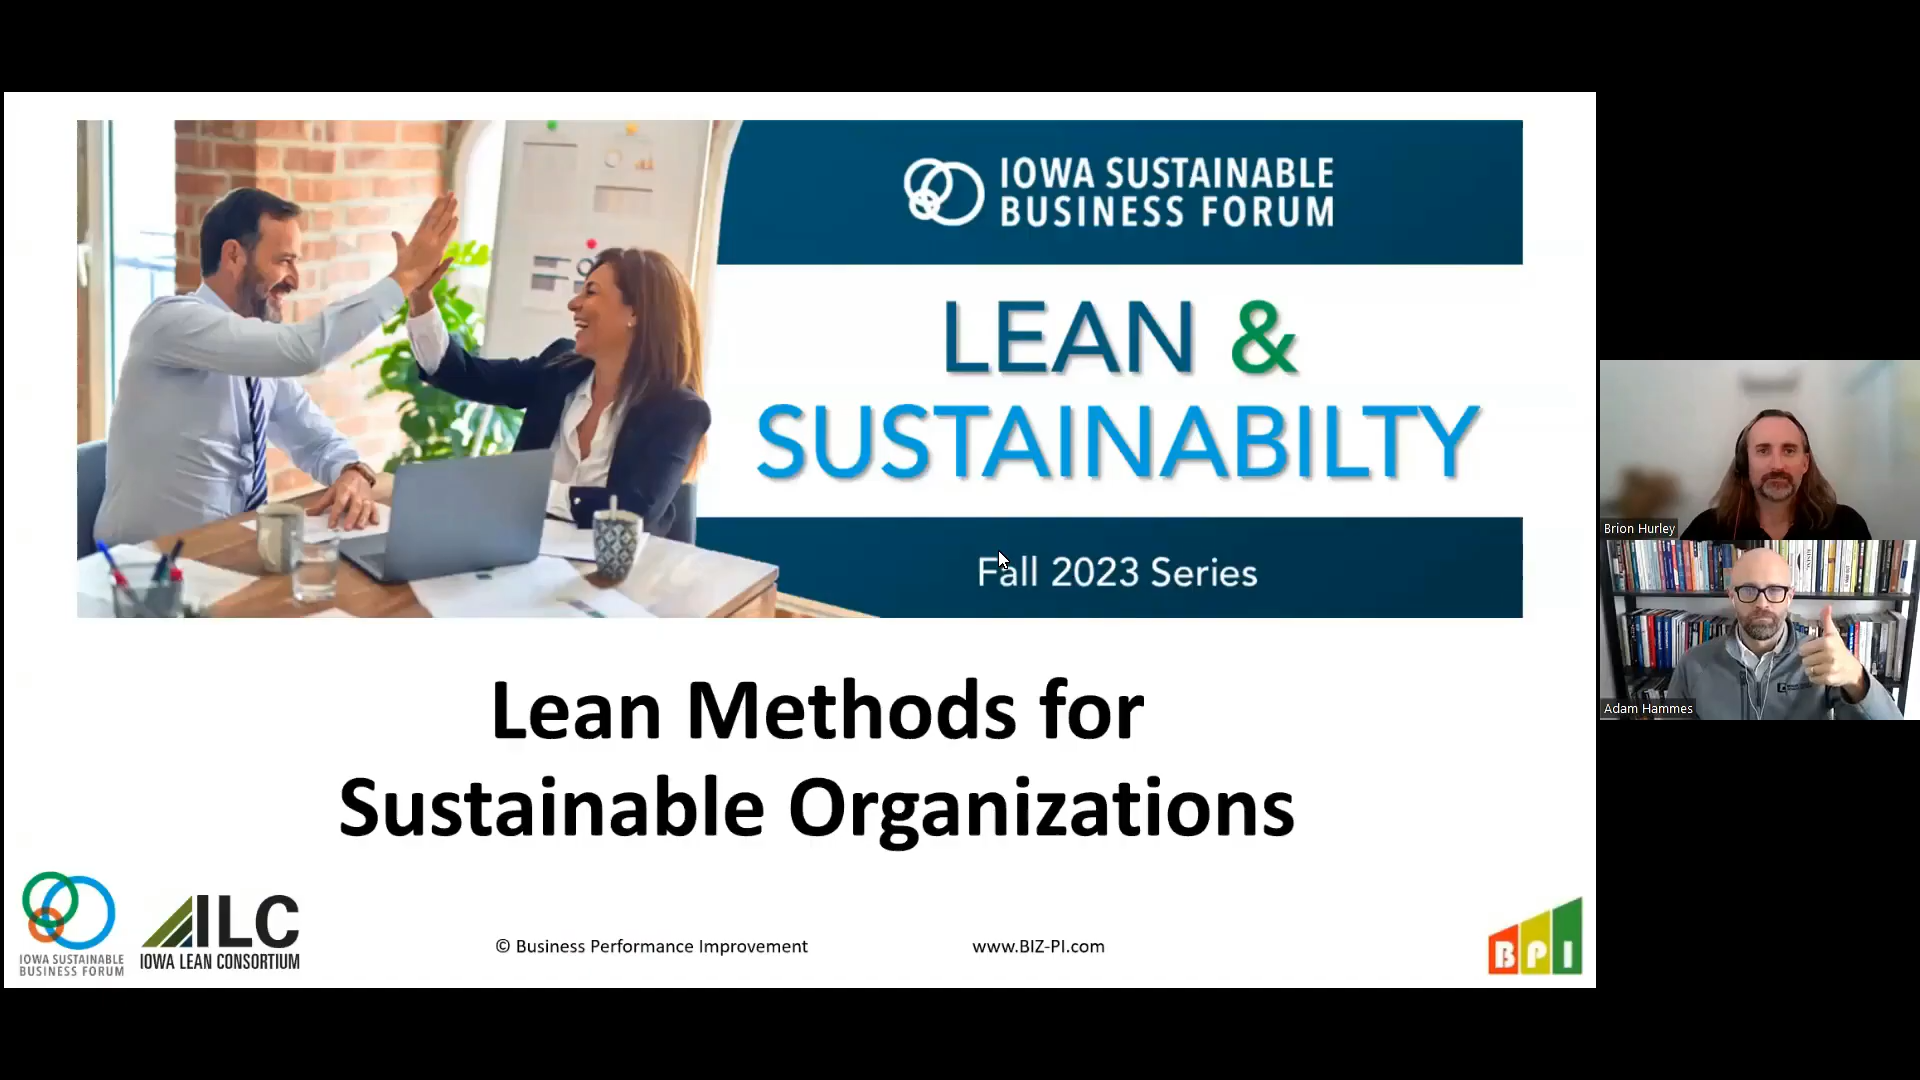 IOWA SUSTAINABLE
BUSINESS FORUM
LEAN &
SUSTAINABILTY
Fall 2023 Series
Lean Methods for
Sustainable Organizations
IOWA SUSTAINABLE
BUSINESS FORUM
ILC
IOWA LEAN CONSORTIUM
© Business Performance Improvement
www.BIZ-PI.com
BPI
Brion Hurley
Adam Hammes